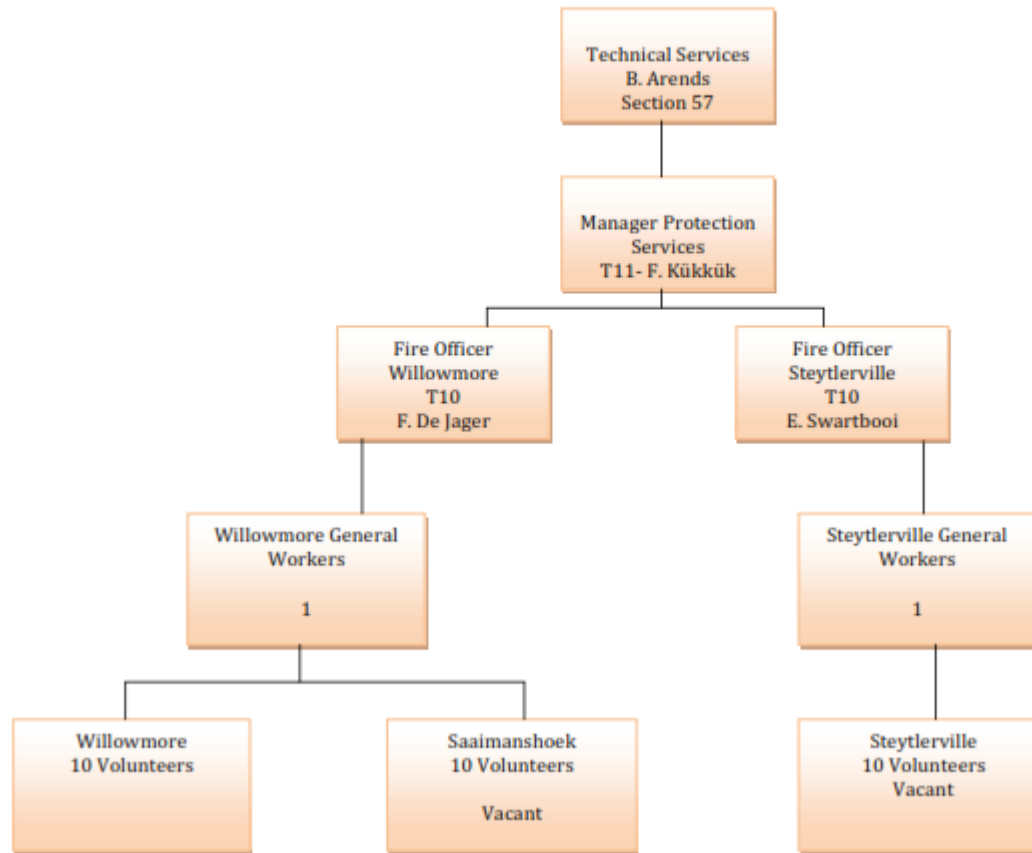 Technical Services
B. Arends
Section 57
Manager Protection
Services
T11- F. Kükkük
Fire Officer
Willowmore
T10
F. De Jager
Fire Officer
Steytlerville
T10
E. Swartbooi
Willowmore General
Workers
1
Steytlerville General
Workers
1
Willowmore
10 Volunteers
Saaimanshoek
10 Volunteers
Vacant
Steytlerville
10 Volunteers
Vacant